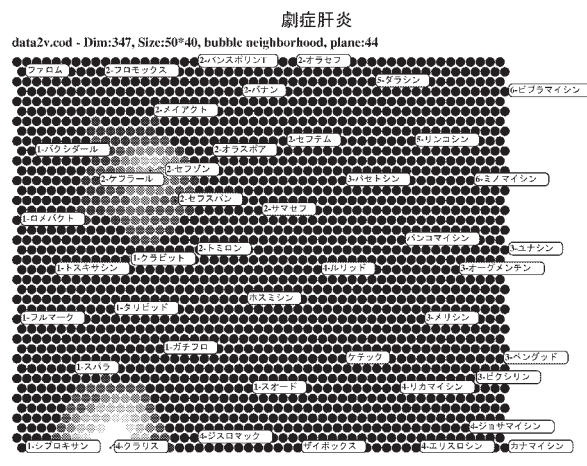 劇症肝炎
data2v.cod - Dim:347, Size:50*40, bubble neighborhood, plane:44
2-パンスポリンT
2-オラセフ
ファロム
2-フロモックス
5-ダラシン
2-バナン
6-ビブラマイシン
2-メイアクト
2-セフテム
5-リンコシン
1-バクシダール
2-オラスポア
2-セフゾン
2-ケフラール
3-パセトシン
6-ミノマイシン
2-セフスパン
2-サマセフ
1-ロメバクト
バンコマイシン
2-トミロン
3-ユナシン
1-クラビット
1-トスキサシン
4-ルリッド
3-オーグメンチン
ホスミシン
1-タリビッド
1-フルマーク
3-メリシン
1-ガチフロ
ケテック
3-ペングッド
1-スパラ
3-ビクシリン
1-スオード
4-リカマイシン
4-ジョサマイシン
4-ジスロマック
1-シプロキサン
4-クラリス
ザイボックス
4-エリスロシン
カナマイシン